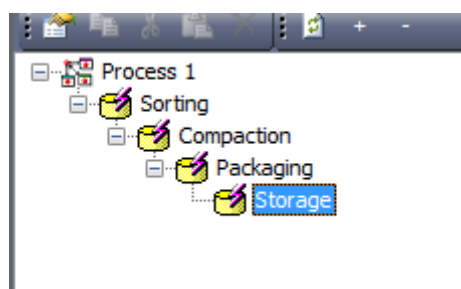 + -
Process 1
Sorting
Compaction
Packaging
Storage